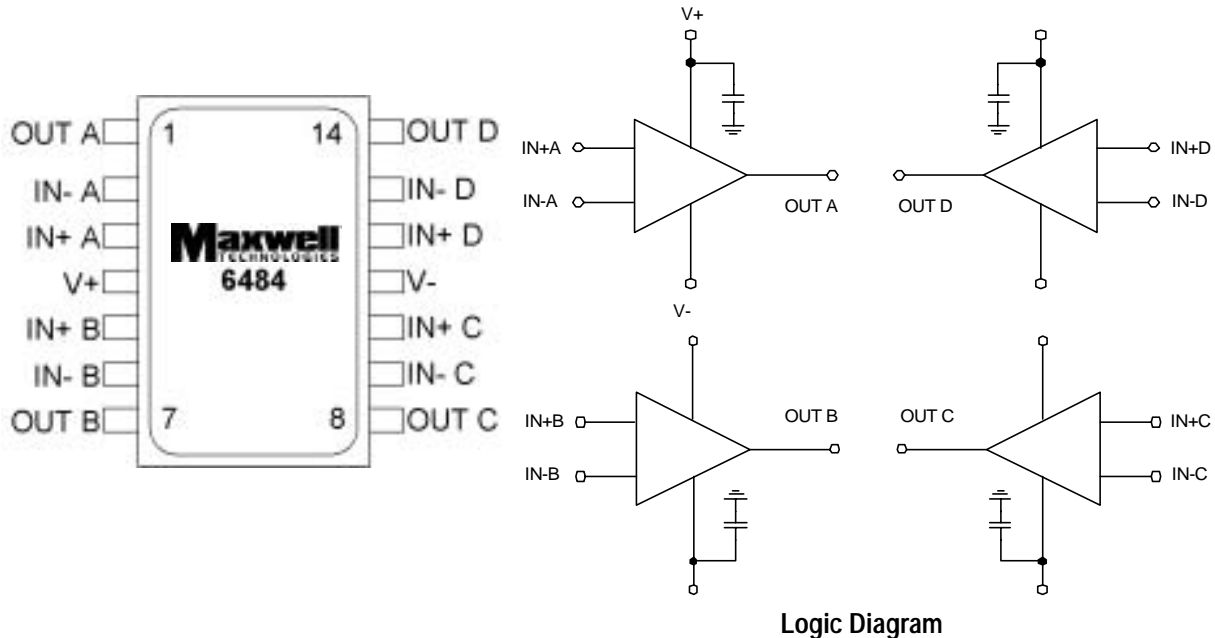 OUT A
IN- A
IN+ A
V+
IN+ B
IN- B
OUT B
1 14
Maxwell
TECHNOLOGIES
6484
7 8
OUT D
IN- D
IN+ D
V-
IN+ C
IN- C
OUT C
V+
IN+A
IN-A
OUT A
OUT D
IN+D
IN-D
V-
IN+B
IN-B
OUT B
OUT C
IN+C
IN-C
Logic Diagram